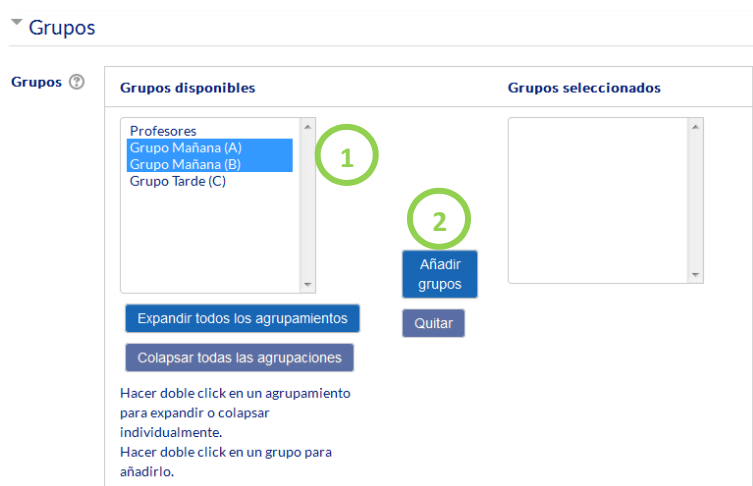 Grupos
Grupos
Grupos disponibles
Grupos seleccionados
Profesores
Grupo Mañana (A)
Grupo Mañana (B)
Grupo Tarde (C)
1
2
Añadir
grupos
Quitar
Expandir todos los agrupamientos
Colapsar todas las agrupaciones
Hacer doble click en un agrupamiento
para expandir o colapsar
individualmente.
Hacer doble click en un grupo para
añadirlo.